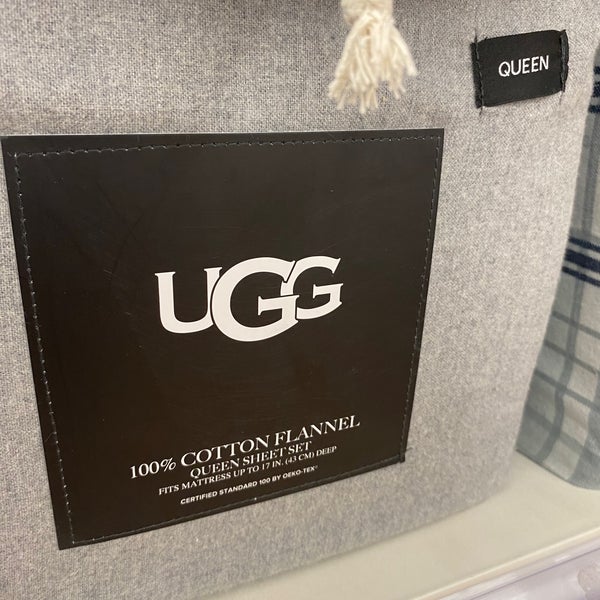 QUEEN
UGG
100% COTTON FLANNEL
QUEEN SHEET SET
FITS MATTRESS UP TO 17 IN. (43 CM) DEEP
CERTIFIED STANDARD 100 BY OEKO-TEX®